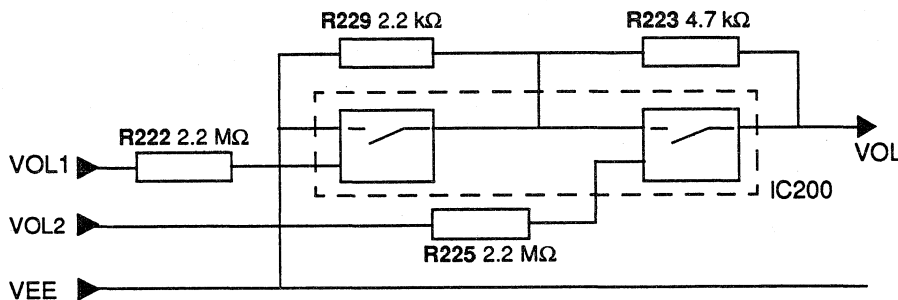 R229 2.2 kΩ
R223 4.7 kΩ
R222 2.2 MΩ
VOL1
VOL
IC200
VOL2
R225 2.2 MΩ
VEE